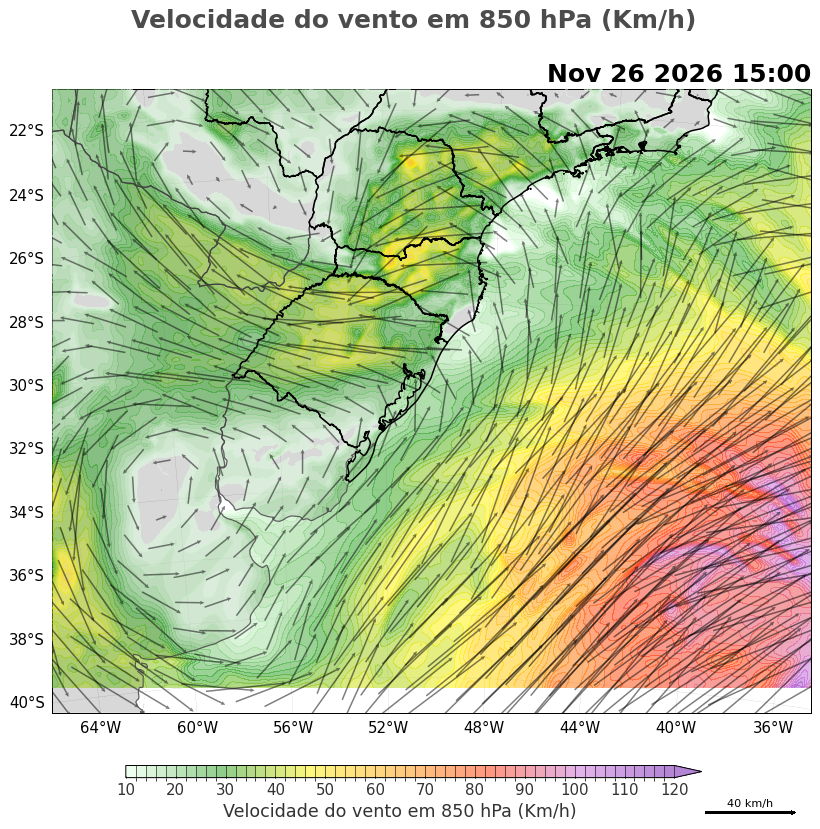 Velocidade do vento em 850 hPa (Km/h)
Nov 26 2026 15:00
22°S
24°S
26°S
28°S
30°S
32°S
34°S
36°S
38°S
40°S
64°W 60°W 56°W 52°W 48°W 44°W 40°W 36°W
10 20 30 40 50 60 70 80 90 100 110 120
Velocidade do vento em 850 hPa (Km/h)
40 km/h